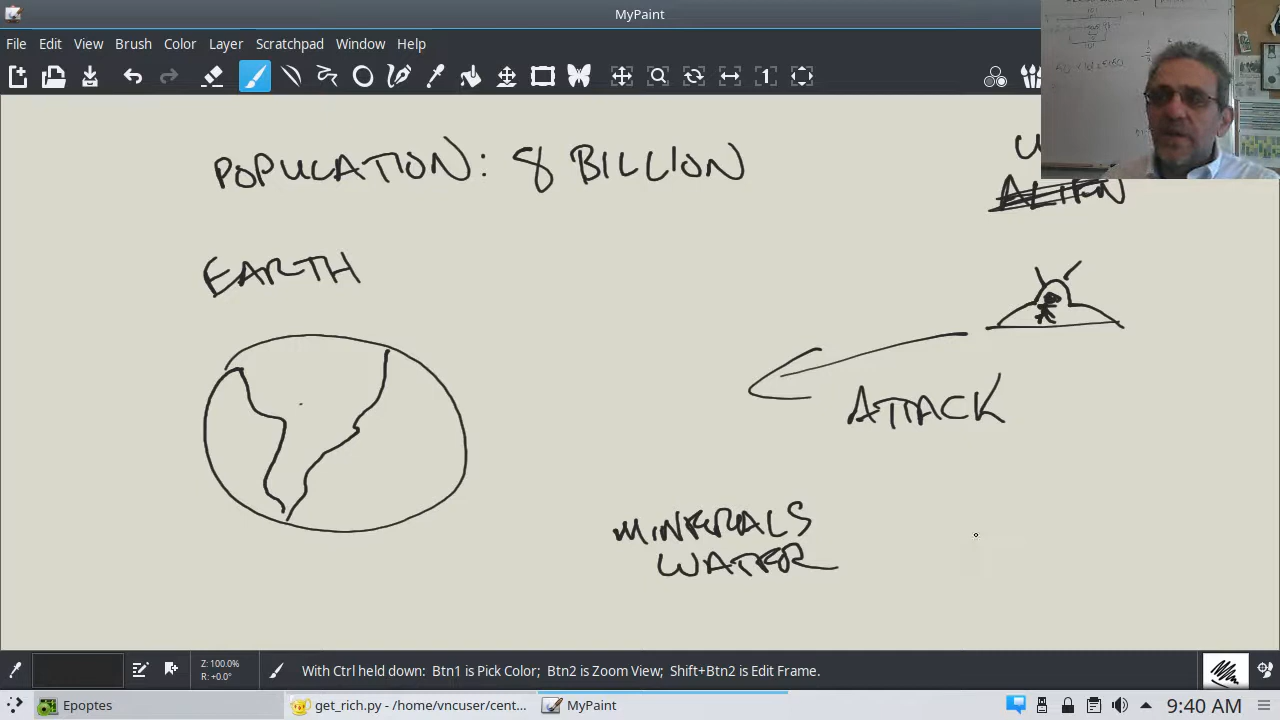 MyPaint
File Edit View Brush Color Layer Scratchpad Window Help
POPULATION: 8 BILLION
ALIEN
EARTH
ATTACK
MINERALS
WATER
Z: 100.0%
R: +0.0°
With Ctrl held down: Btn1 is Pick Color; Btn2 is Zoom View; Shift+Btn2 is Edit Frame.
Epoptes
get_rich.py - /home/vncuser/cent...
MyPaint
9:40 AM